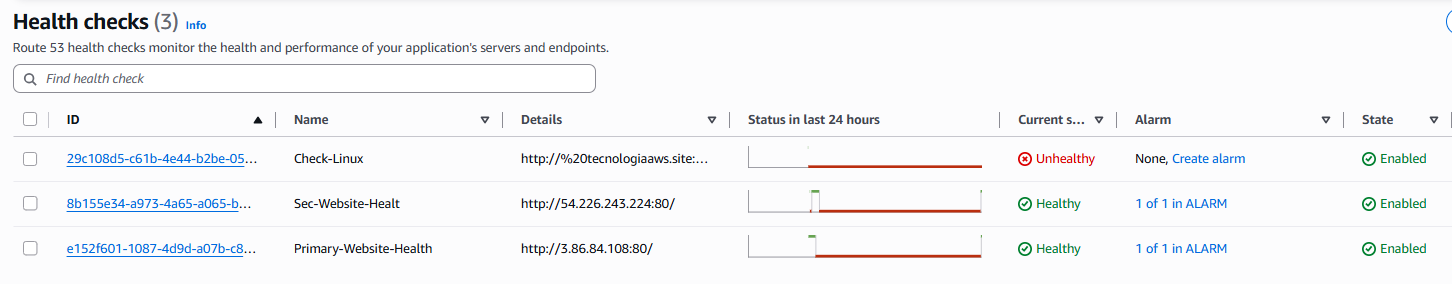 Health checks (3) Info
Route 53 health checks monitor the health and performance of your application's servers and endpoints.
Find health check
ID Name Details Status in last 24 hours Current s... Alarm State
29c108d5-c61b-4e44-b2be-05... Check-Linux http://%20tecnologiaaws.site:... Unhealthy None, Create alarm Enabled
8b155e34-a973-4a65-a065-b... Sec-Website-Healt http://54.226.243.224:80/ Healthy 1 of 1 in ALARM Enabled
e152f601-1087-4d9d-a07b-c8... Primary-Website-Health http://3.86.84.108:80/ Healthy 1 of 1 in ALARM Enabled